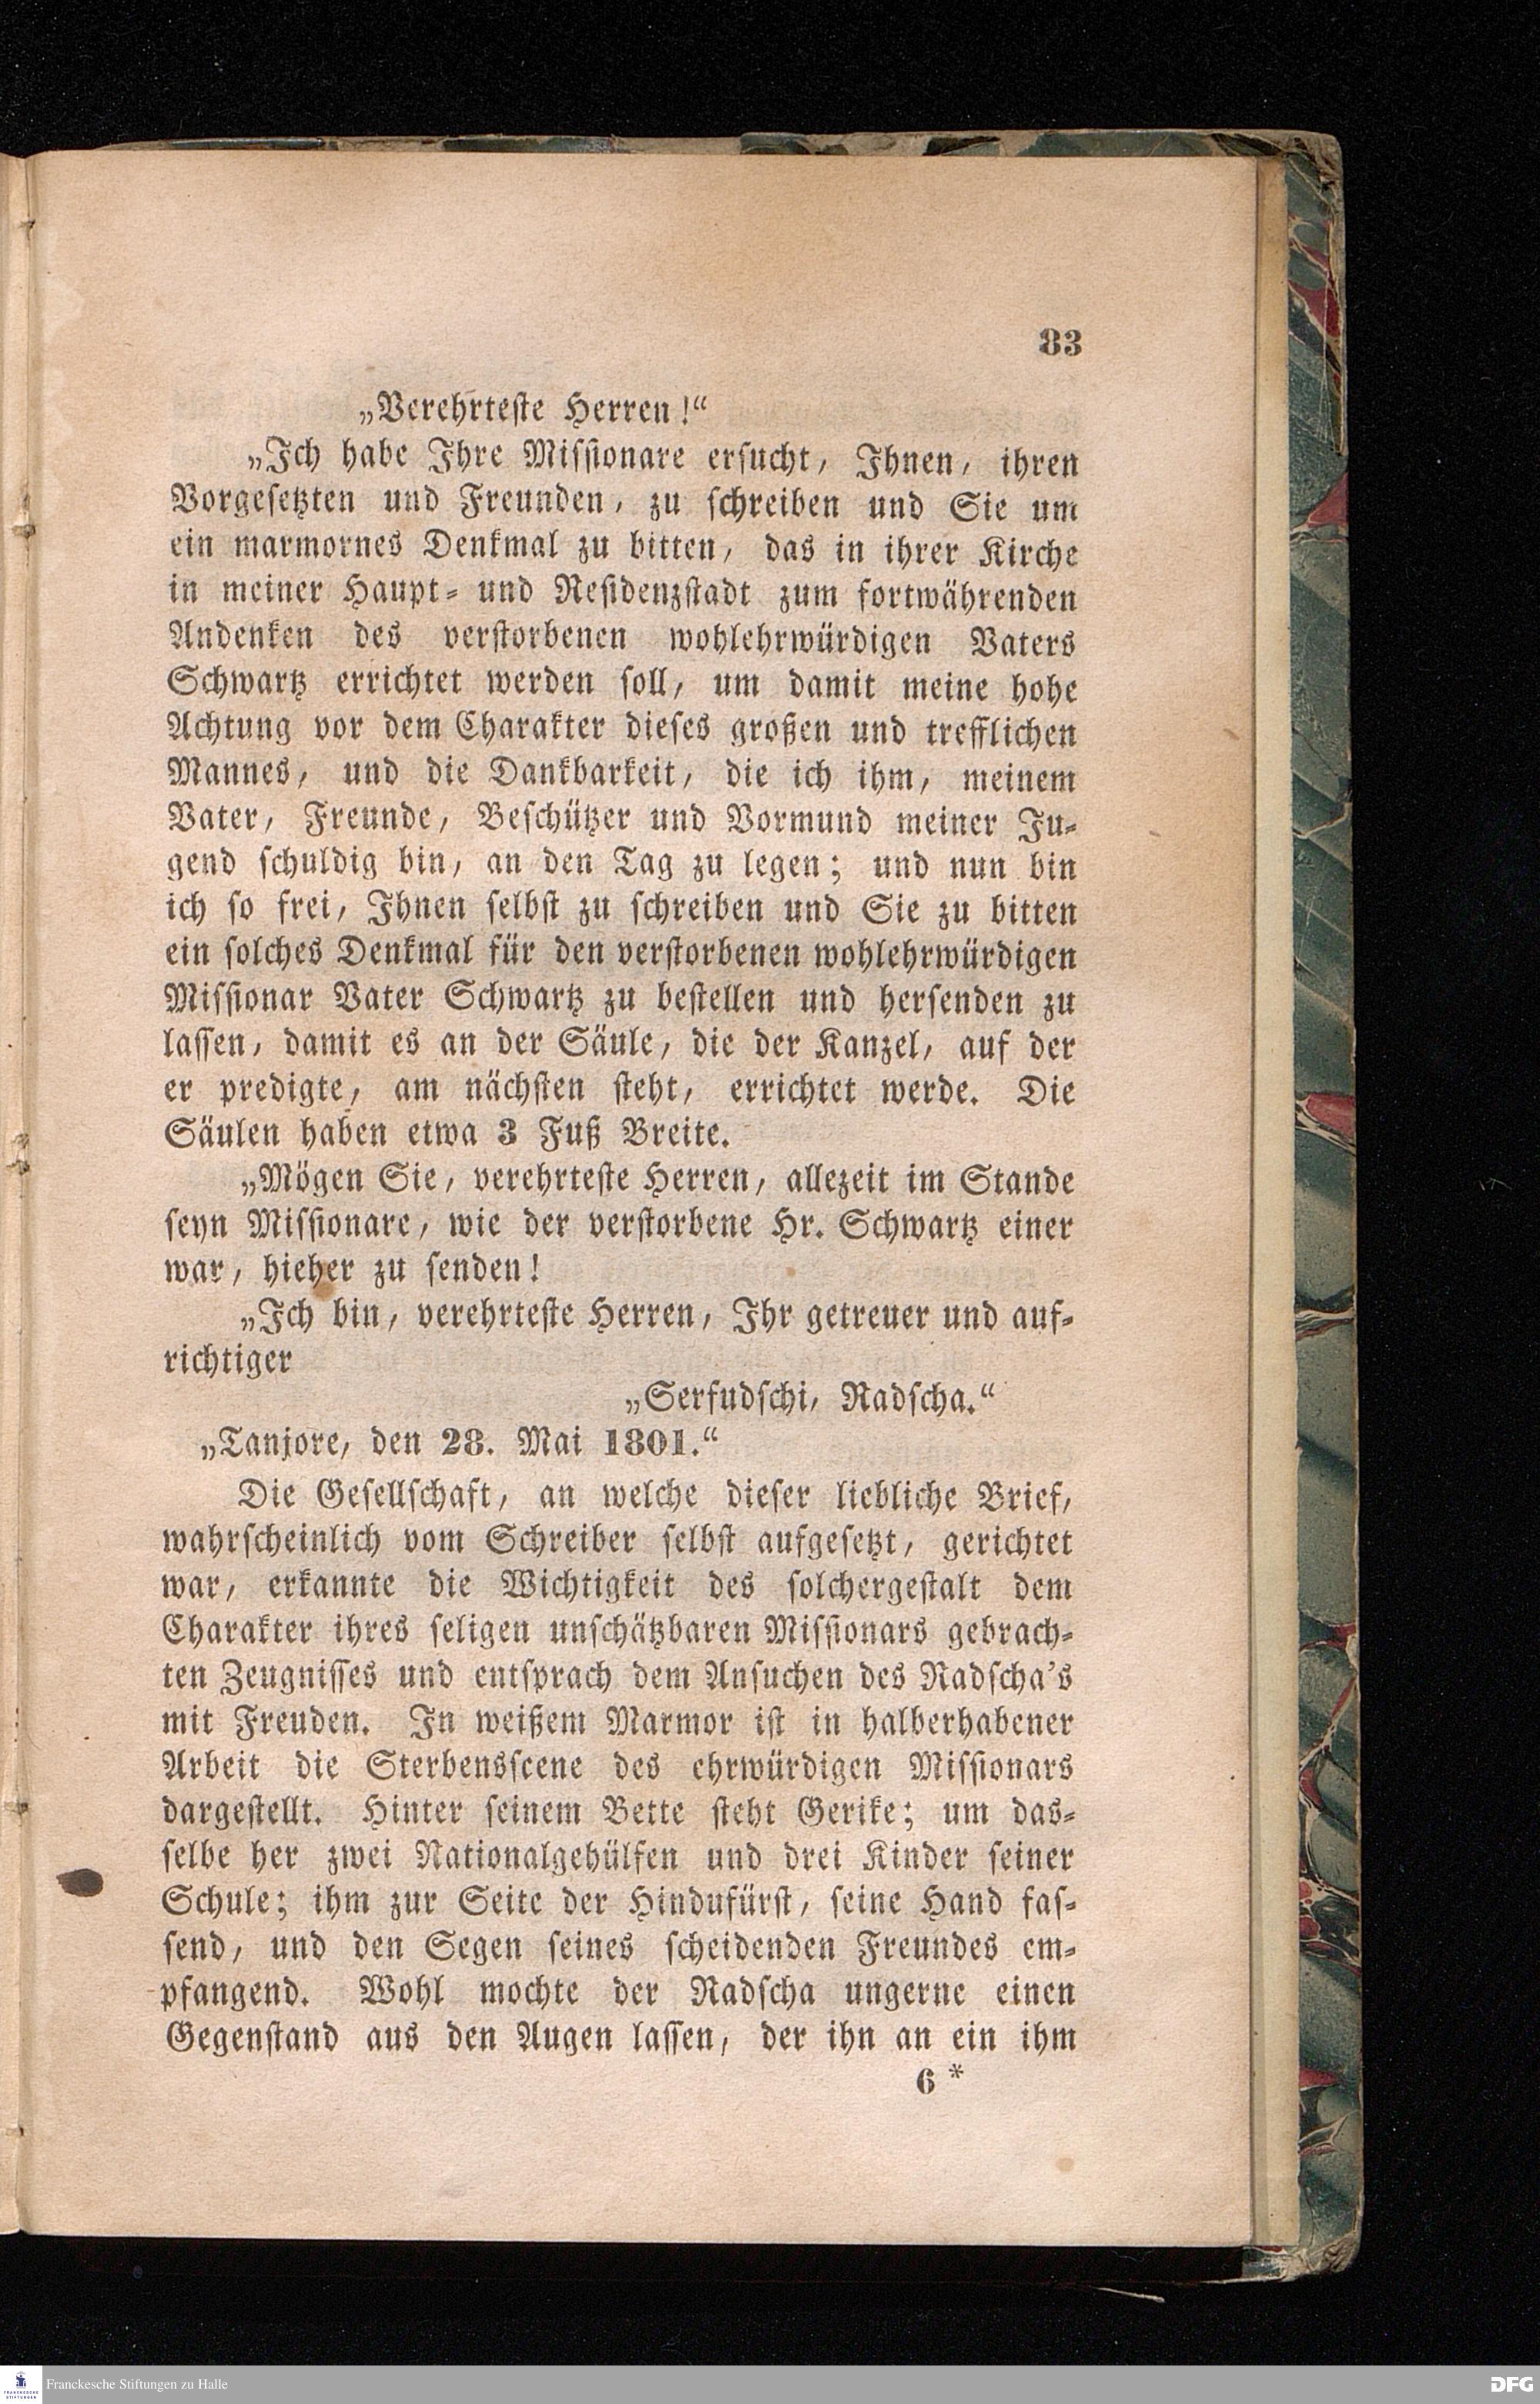 83
„Verehrteste Herren!“
„Ich habe Ihre Missionare ersucht, Ihnen, ihren
Vorgesetzten und Freunden, zu schreiben und Sie um
ein marmornes Denkmal zu bitten, das in ihrer Kirche
in meiner Haupt- und Residenzstadt zum fortwährenden
Andenken des verstorbenen wohlehrwürdigen Vaters
Schwartz errichtet werden soll, um damit meine hohe
Achtung vor dem Charakter dieses großen und trefflichen
Mannes, und die Dankbarkeit, die ich ihm, meinem
Vater, Freunde, Beschützer und Vormund meiner Ju-
gend schuldig bin, an den Tag zu legen; und nun bin
ich so frei, Ihnen selbst zu schreiben und Sie zu bitten
ein solches Denkmal für den verstorbenen wohlehrwürdigen
Missionar Vater Schwartz zu bestellen und hersenden zu
lassen, damit es an der Säule, die der Kanzel, auf der
er predigte, am nächsten steht, errichtet werde. Die
Säulen haben etwa 3 Fuß Breite.
„Mögen Sie, verehrteste Herren, allezeit im Stande
seyn Missionare, wie der verstorbene Hr. Schwartz einer
war, hieher zu senden!
„Ich bin, verehrteste Herren, Ihr getreuer und auf-
richtiger
„Serfudschi, Radscha.“
„Tanjore, den 28. Mai 1801.“
Die Gesellschaft, an welche dieser liebliche Brief,
wahrscheinlich vom Schreiber selbst aufgesetzt, gerichtet
war, erkannte die Wichtigkeit des solchergestalt dem
Charakter ihres seligen unschätzbaren Missionars gebrach-
ten Zeugnisses und entsprach dem Ansuchen des Radscha's
mit Freuden. In weißem Marmor ist in halberhabener
Arbeit die Sterbensscene des ehrwürdigen Missionars
dargestellt. Hinter seinem Bette steht Gerike; um das-
selbe her zwei Nationalgehülfen und drei Kinder seiner
Schule; ihm zur Seite der Hindufürst, seine Hand fas-
send, und den Segen seines scheidenden Freundes em-
pfangend. Wohl mochte der Radscha ungerne einen
Gegenstand aus den Augen lassen, der ihn an ein ihm
6 *
FRANCKESCHE STIFTUNGEN
Franckesche Stiftungen zu Halle
DFG